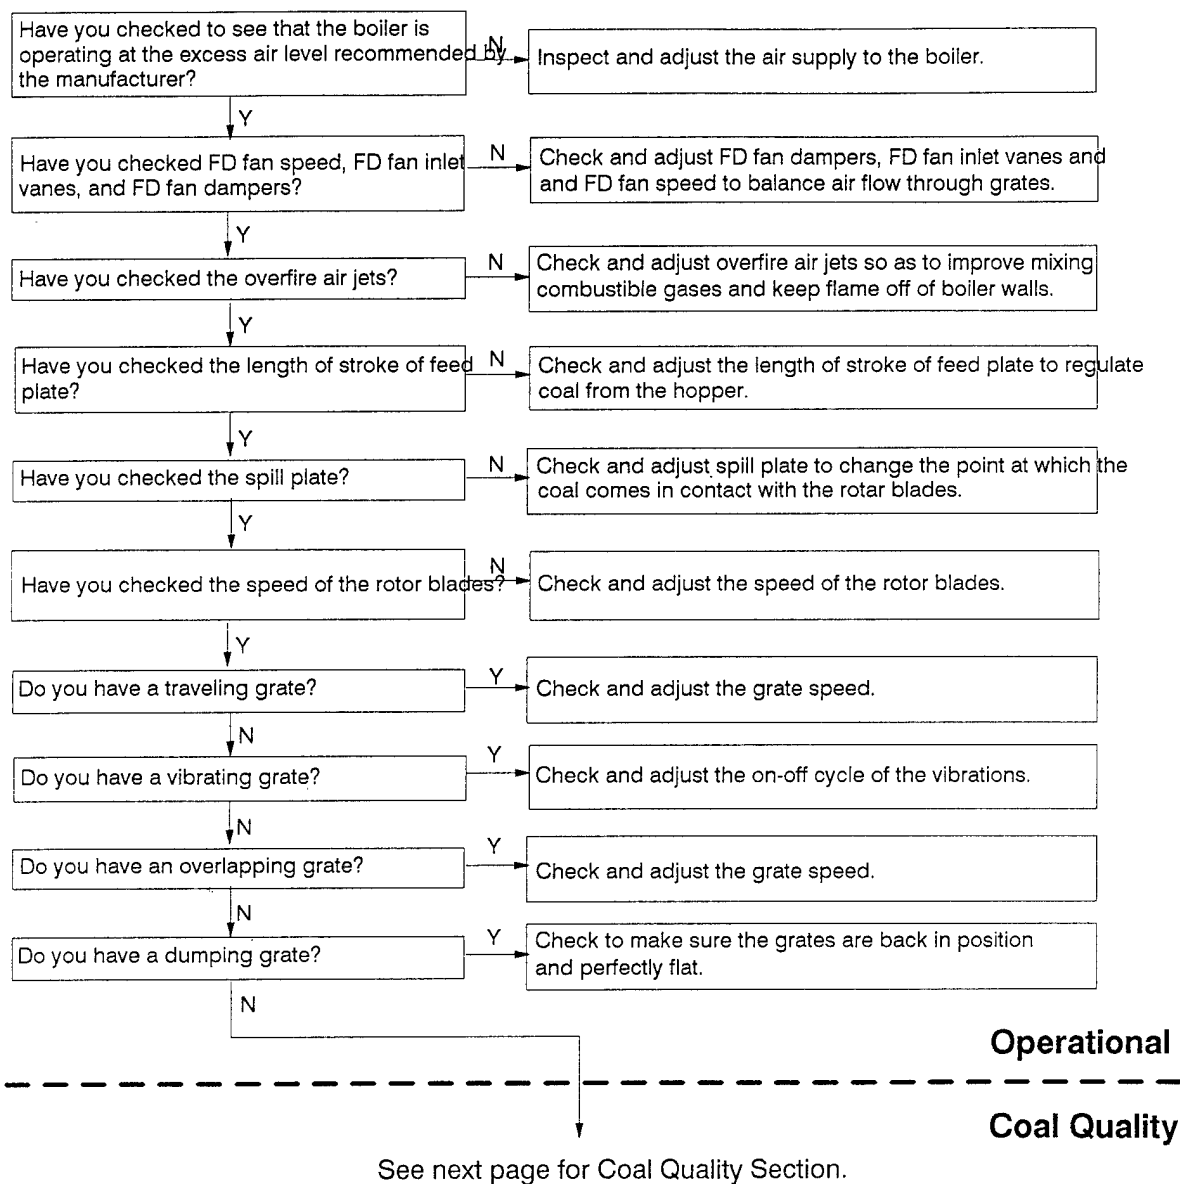 Have you checked to see that the boiler is
operating at the excess air level recommended by
the manufacturer?
N
Inspect and adjust the air supply to the boiler.
Y
Have you checked FD fan speed, FD fan inlet
vanes, and FD fan dampers?
N
Check and adjust FD fan dampers, FD fan inlet vanes and
and FD fan speed to balance air flow through grates.
Y
Have you checked the overfire air jets?
N
Check and adjust overfire air jets so as to improve mixing
combustible gases and keep flame off of boiler walls.
Y
Have you checked the length of stroke of feed
plate?
N
Check and adjust the length of stroke of feed plate to regulate
coal from the hopper.
Y
Have you checked the spill plate?
N
Check and adjust spill plate to change the point at which the
coal comes in contact with the rotar blades.
Y
Have you checked the speed of the rotor blades?
N
Check and adjust the speed of the rotor blades.
Y
Do you have a traveling grate?
Y
Check and adjust the grate speed.
N
Do you have a vibrating grate?
Y
Check and adjust the on-off cycle of the vibrations.
N
Do you have an overlapping grate?
Y
Check and adjust the grate speed.
N
Do you have a dumping grate?
Y
Check to make sure the grates are back in position
and perfectly flat.
N
Operational
Coal Quality
See next page for Coal Quality Section.